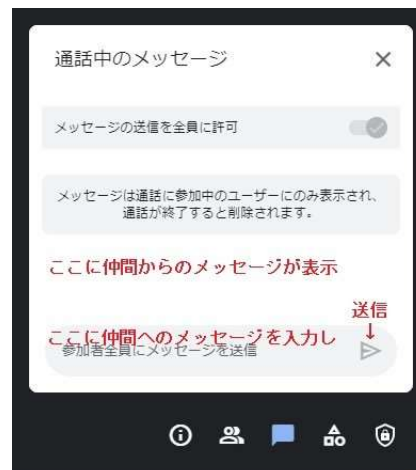 通話中のメッセージ
メッセージの送信を全員に許可
メッセージは通話に参加中のユーザーにのみ表示され、
通話が終了すると削除されます。
ここに仲間からのメッセージが表示
送信
ここに仲間へのメッセージを入力し ↓
参加者全員にメッセージを送信